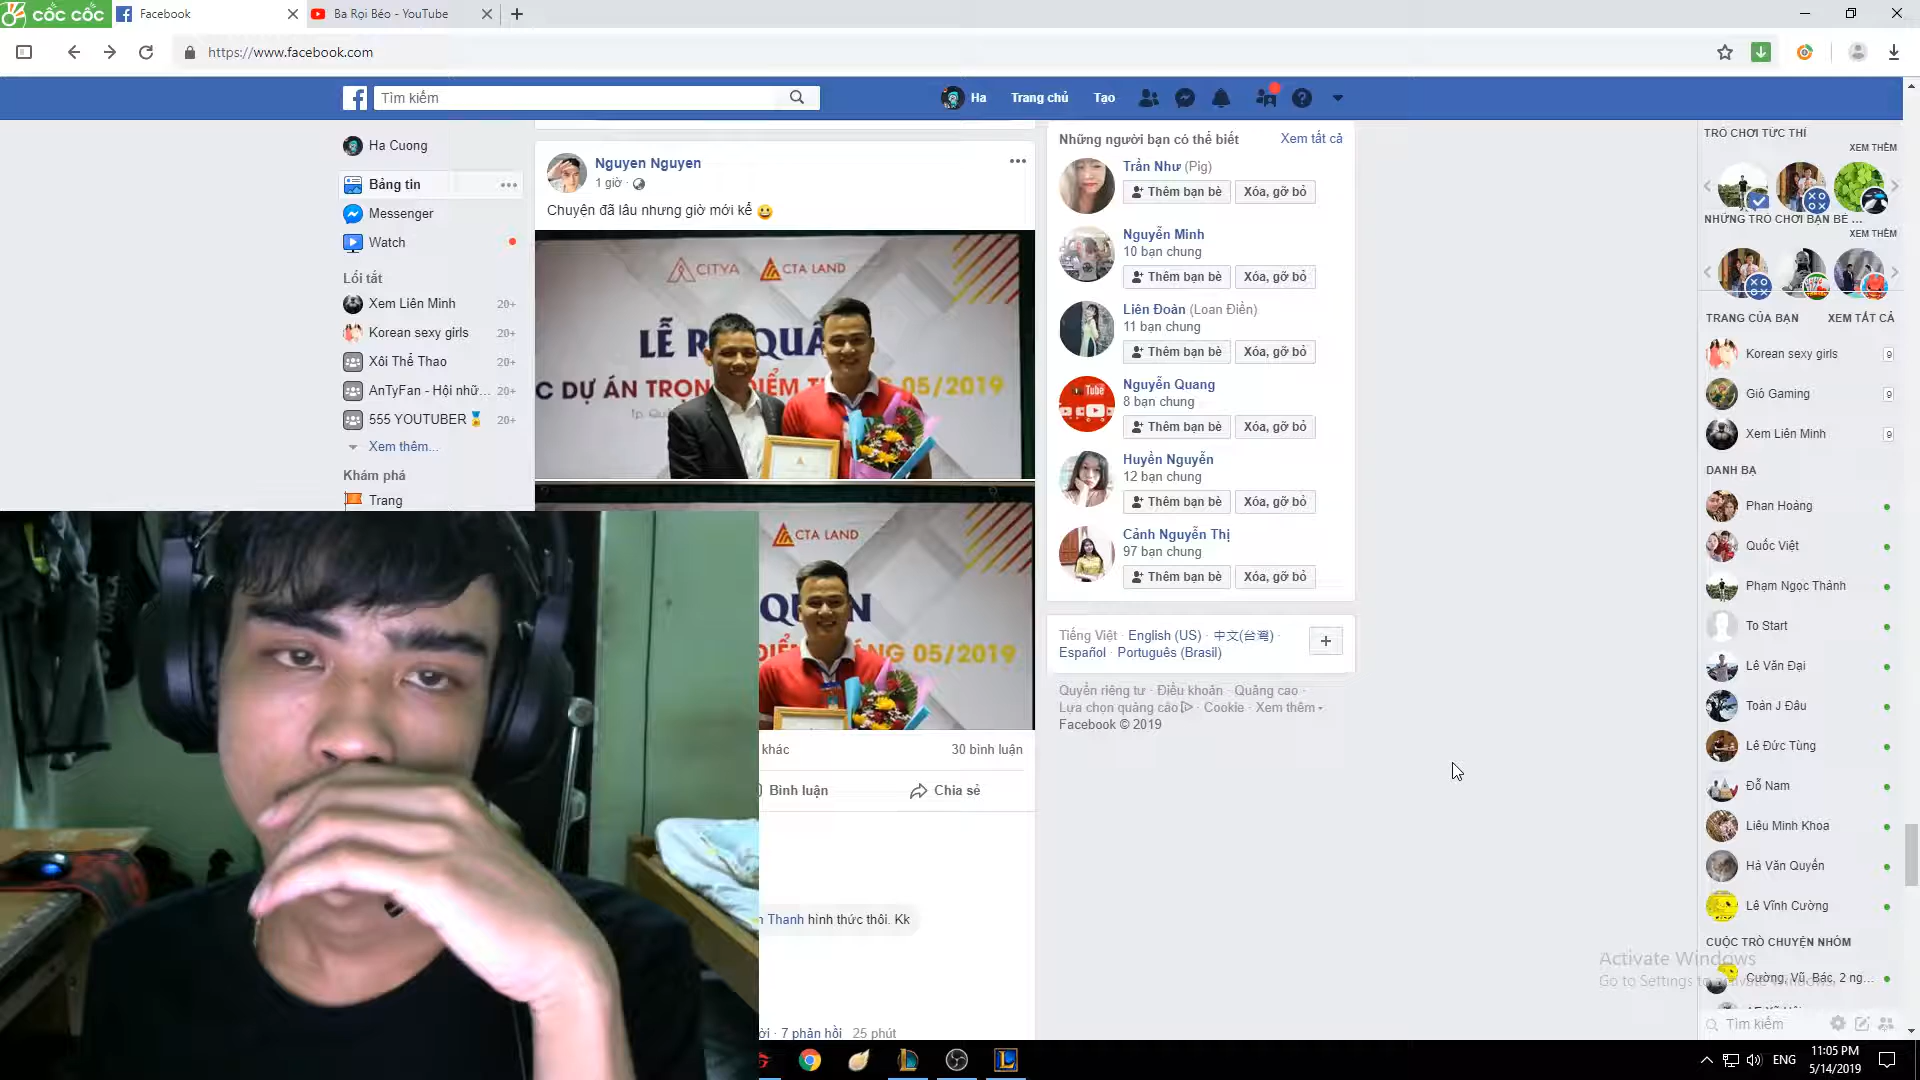 cốc cốc
Facebook
Ba Rọi Béo - YouTube
https://www.facebook.com
Tìm kiếm
Ha
Trang chủ
Tạo
Ha Cuong
Bảng tin
Messenger
Watch
Lối tắt
Xem Liên Minh 20+
Korean sexy girls 20+
Xôi Thể Thao 20+
AnTyFan - Hội nhữ... 20+
555 YOUTUBER 20+
Xem thêm...
Khám phá
Trang
Nguyen Nguyen
1 giờ ·
Chuyện đã lâu nhưng giờ mới kể 😀
CITYA CTA LAND
LỄ R QUÂ
C DỰ ÁN TRỌN ĐIỂM T 05/2019
CTA LAND
QUÂN
05/2019
khác 30 bình luận
Bình luận Chia sẻ
Thanh hình thức thôi. Kk
7 phản hồi 25 phút
Những người bạn có thể biết Xem tất cả
Trần Như (Pig)
Thêm bạn bè Xóa, gỡ bỏ
Nguyễn Minh
10 bạn chung
Thêm bạn bè Xóa, gỡ bỏ
Liên Đoàn (Loan Điền)
11 bạn chung
Thêm bạn bè Xóa, gỡ bỏ
Nguyễn Quang
8 bạn chung
Thêm bạn bè Xóa, gỡ bỏ
Huyền Nguyễn
12 bạn chung
Thêm bạn bè Xóa, gỡ bỏ
Cảnh Nguyễn Thị
97 bạn chung
Thêm bạn bè Xóa, gỡ bỏ
Tiếng Việt · English (US) · 中文(台灣) ·
Español · Português (Brasil)
Quyền riêng tư · Điều khoản · Quảng cáo ·
Lựa chọn quảng cáo · Cookie · Xem thêm
Facebook © 2019
TRÒ CHƠI TỨC THÌ
XEM THÊM
NHỮNG TRÒ CHƠI BẠN BÈ ...
XEM THÊM
TRANG CỦA BẠN XEM TẤT CẢ
Korean sexy girls 9
Gió Gaming 9
Xem Liên Minh 9
DANH BẠ
Phan Hoàng
Quốc Việt
Phạm Ngọc Thành
To Start
Lê Văn Đại
Toản J Đâu
Lê Đức Tùng
Đỗ Nam
Liêu Minh Khoa
Hà Văn Quyến
Lê Vĩnh Cường
CUỘC TRÒ CHUYỆN NHÓM
Cường, Vũ, Bác, 2 ng...
Tìm kiếm
Activate Windows
Go to Settings to activate Windows.
ENG
11:05 PM
5/14/2019